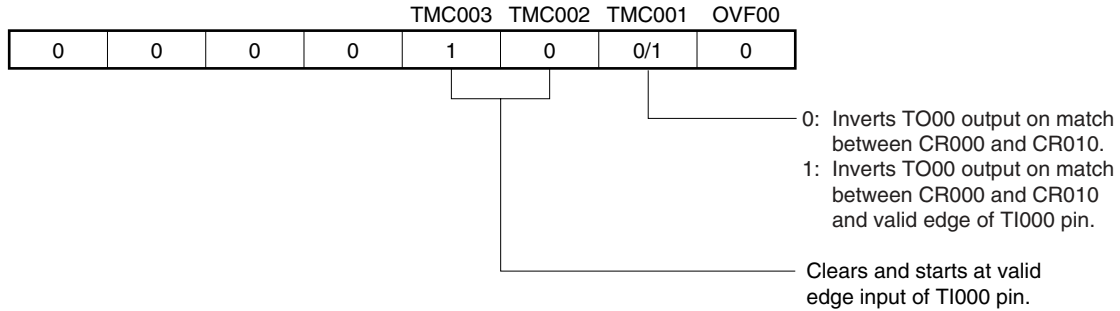 TMC003 TMC002 TMC001 OVF00
0 0 0 0 1 0 0/1 0
0: Inverts TO00 output on match
between CR000 and CR010.
1: Inverts TO00 output on match
between CR000 and CR010
and valid edge of TI000 pin.
Clears and starts at valid
edge input of TI000 pin.